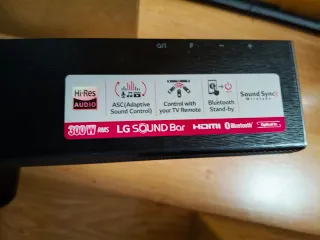 Hi-Res
AUDIO
ASC(Adaptive
Sound Control)
Control with
your TV Remote
Bluetooth
Stand-by
Sound Sync
Wireless
300W RMS
LG SOUND Bar
HDMI
Bluetooth